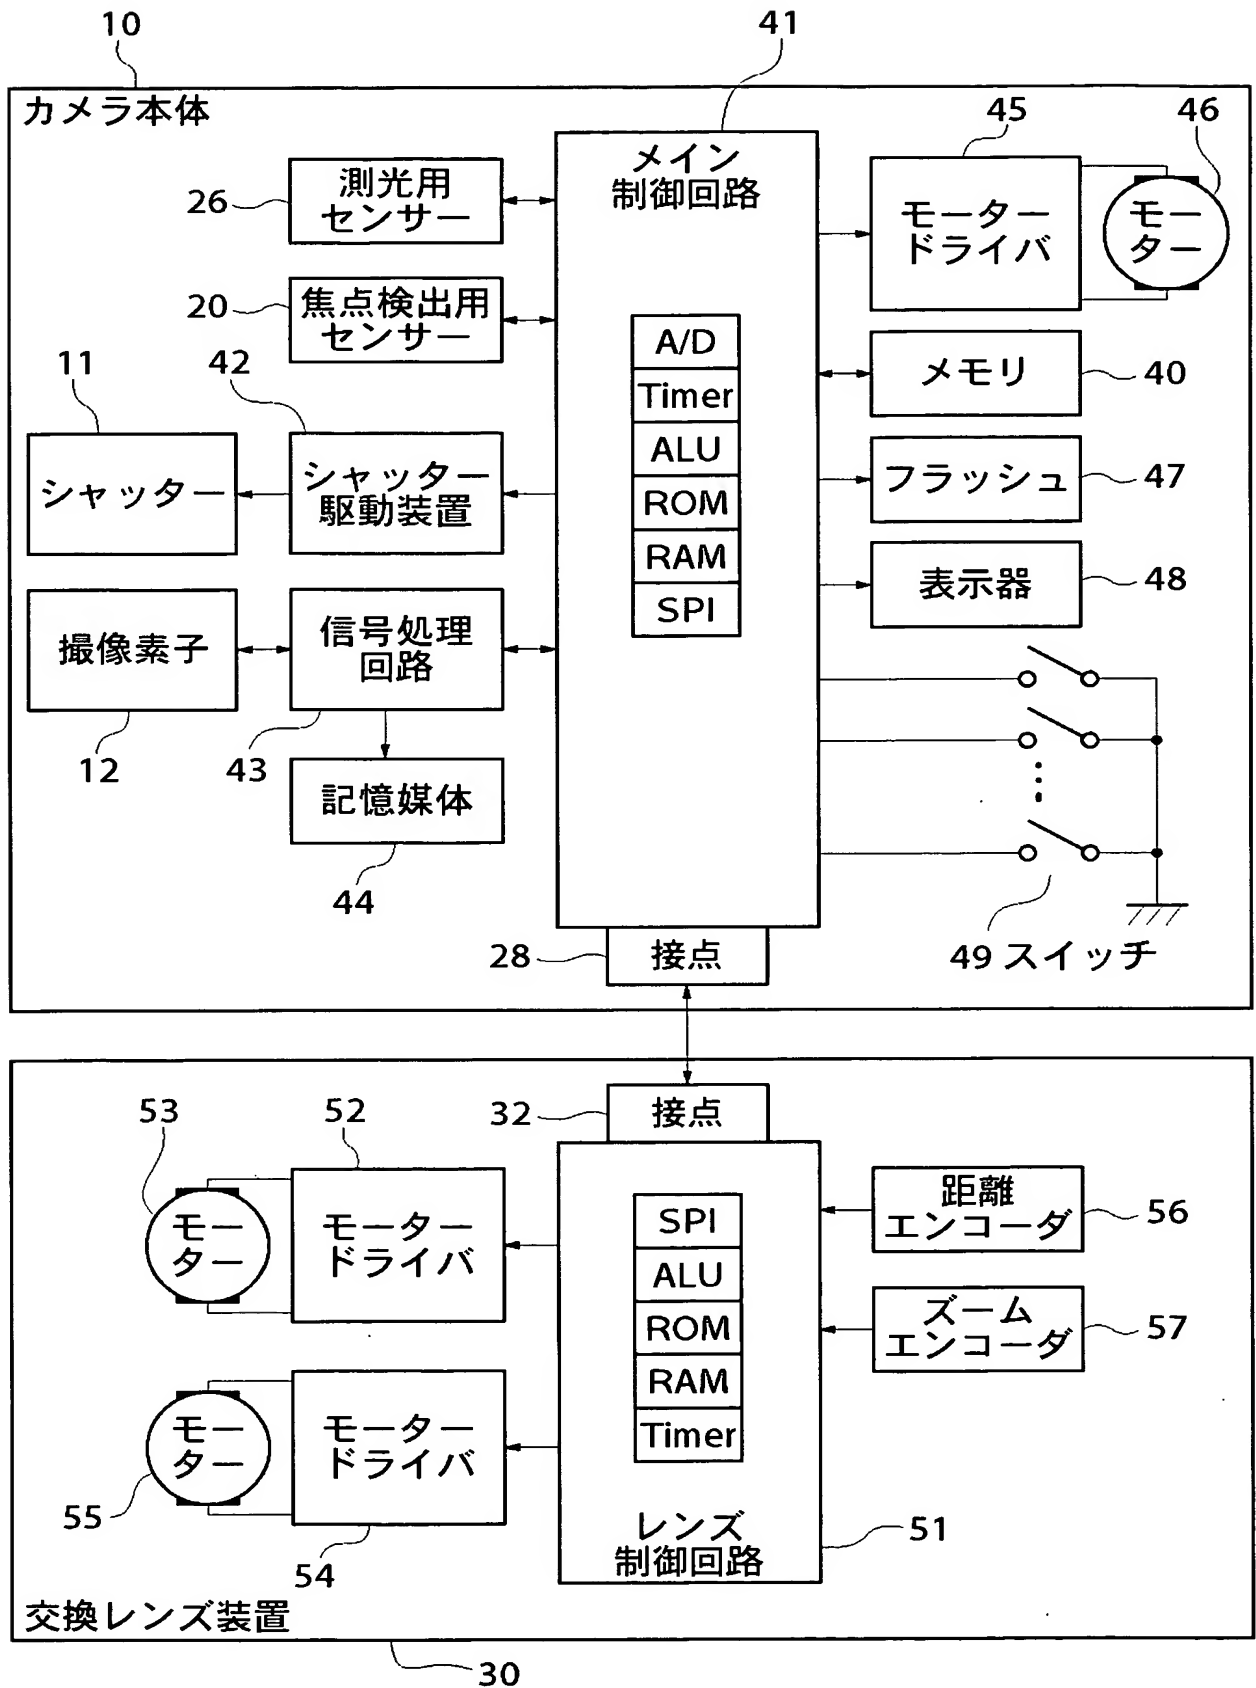 10
41
カメラ本体
45
46
メイン
制御回路
26
測光用
センサー
モーター
ドライバ
モー
ター
20
焦点検出用
センサー
A/D
Timer
ALU
ROM
RAM
SPI
メモリ
40
11
42
シャッター
シャッター
駆動装置
フラッシュ
47
表示器
48
撮像素子
信号処理
回路
12
43
記憶媒体
44
28
接点
49 スイッチ
32
接点
53
52
モー
ター
モーター
ドライバ
SPI
ALU
ROM
RAM
Timer
距離
エンコーダ
56
ズーム
エンコーダ
57
モー
ター
モーター
ドライバ
55
54
レンズ
制御回路
51
交換レンズ装置
30